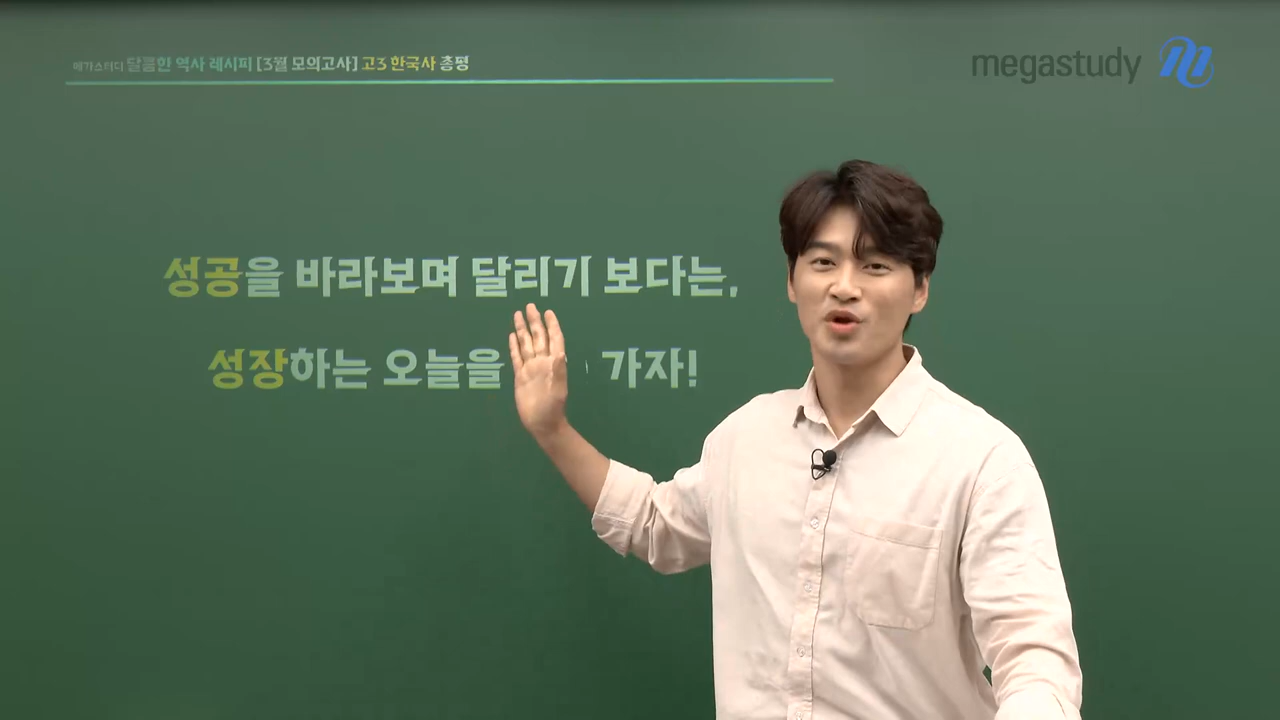 메가스터디 달콤한 역사 레시피 [3월 모의고사] 고3 한국사 총평
megastudy
성공을 바라보며 달리기 보다는,
성장하는 오늘을 가자!